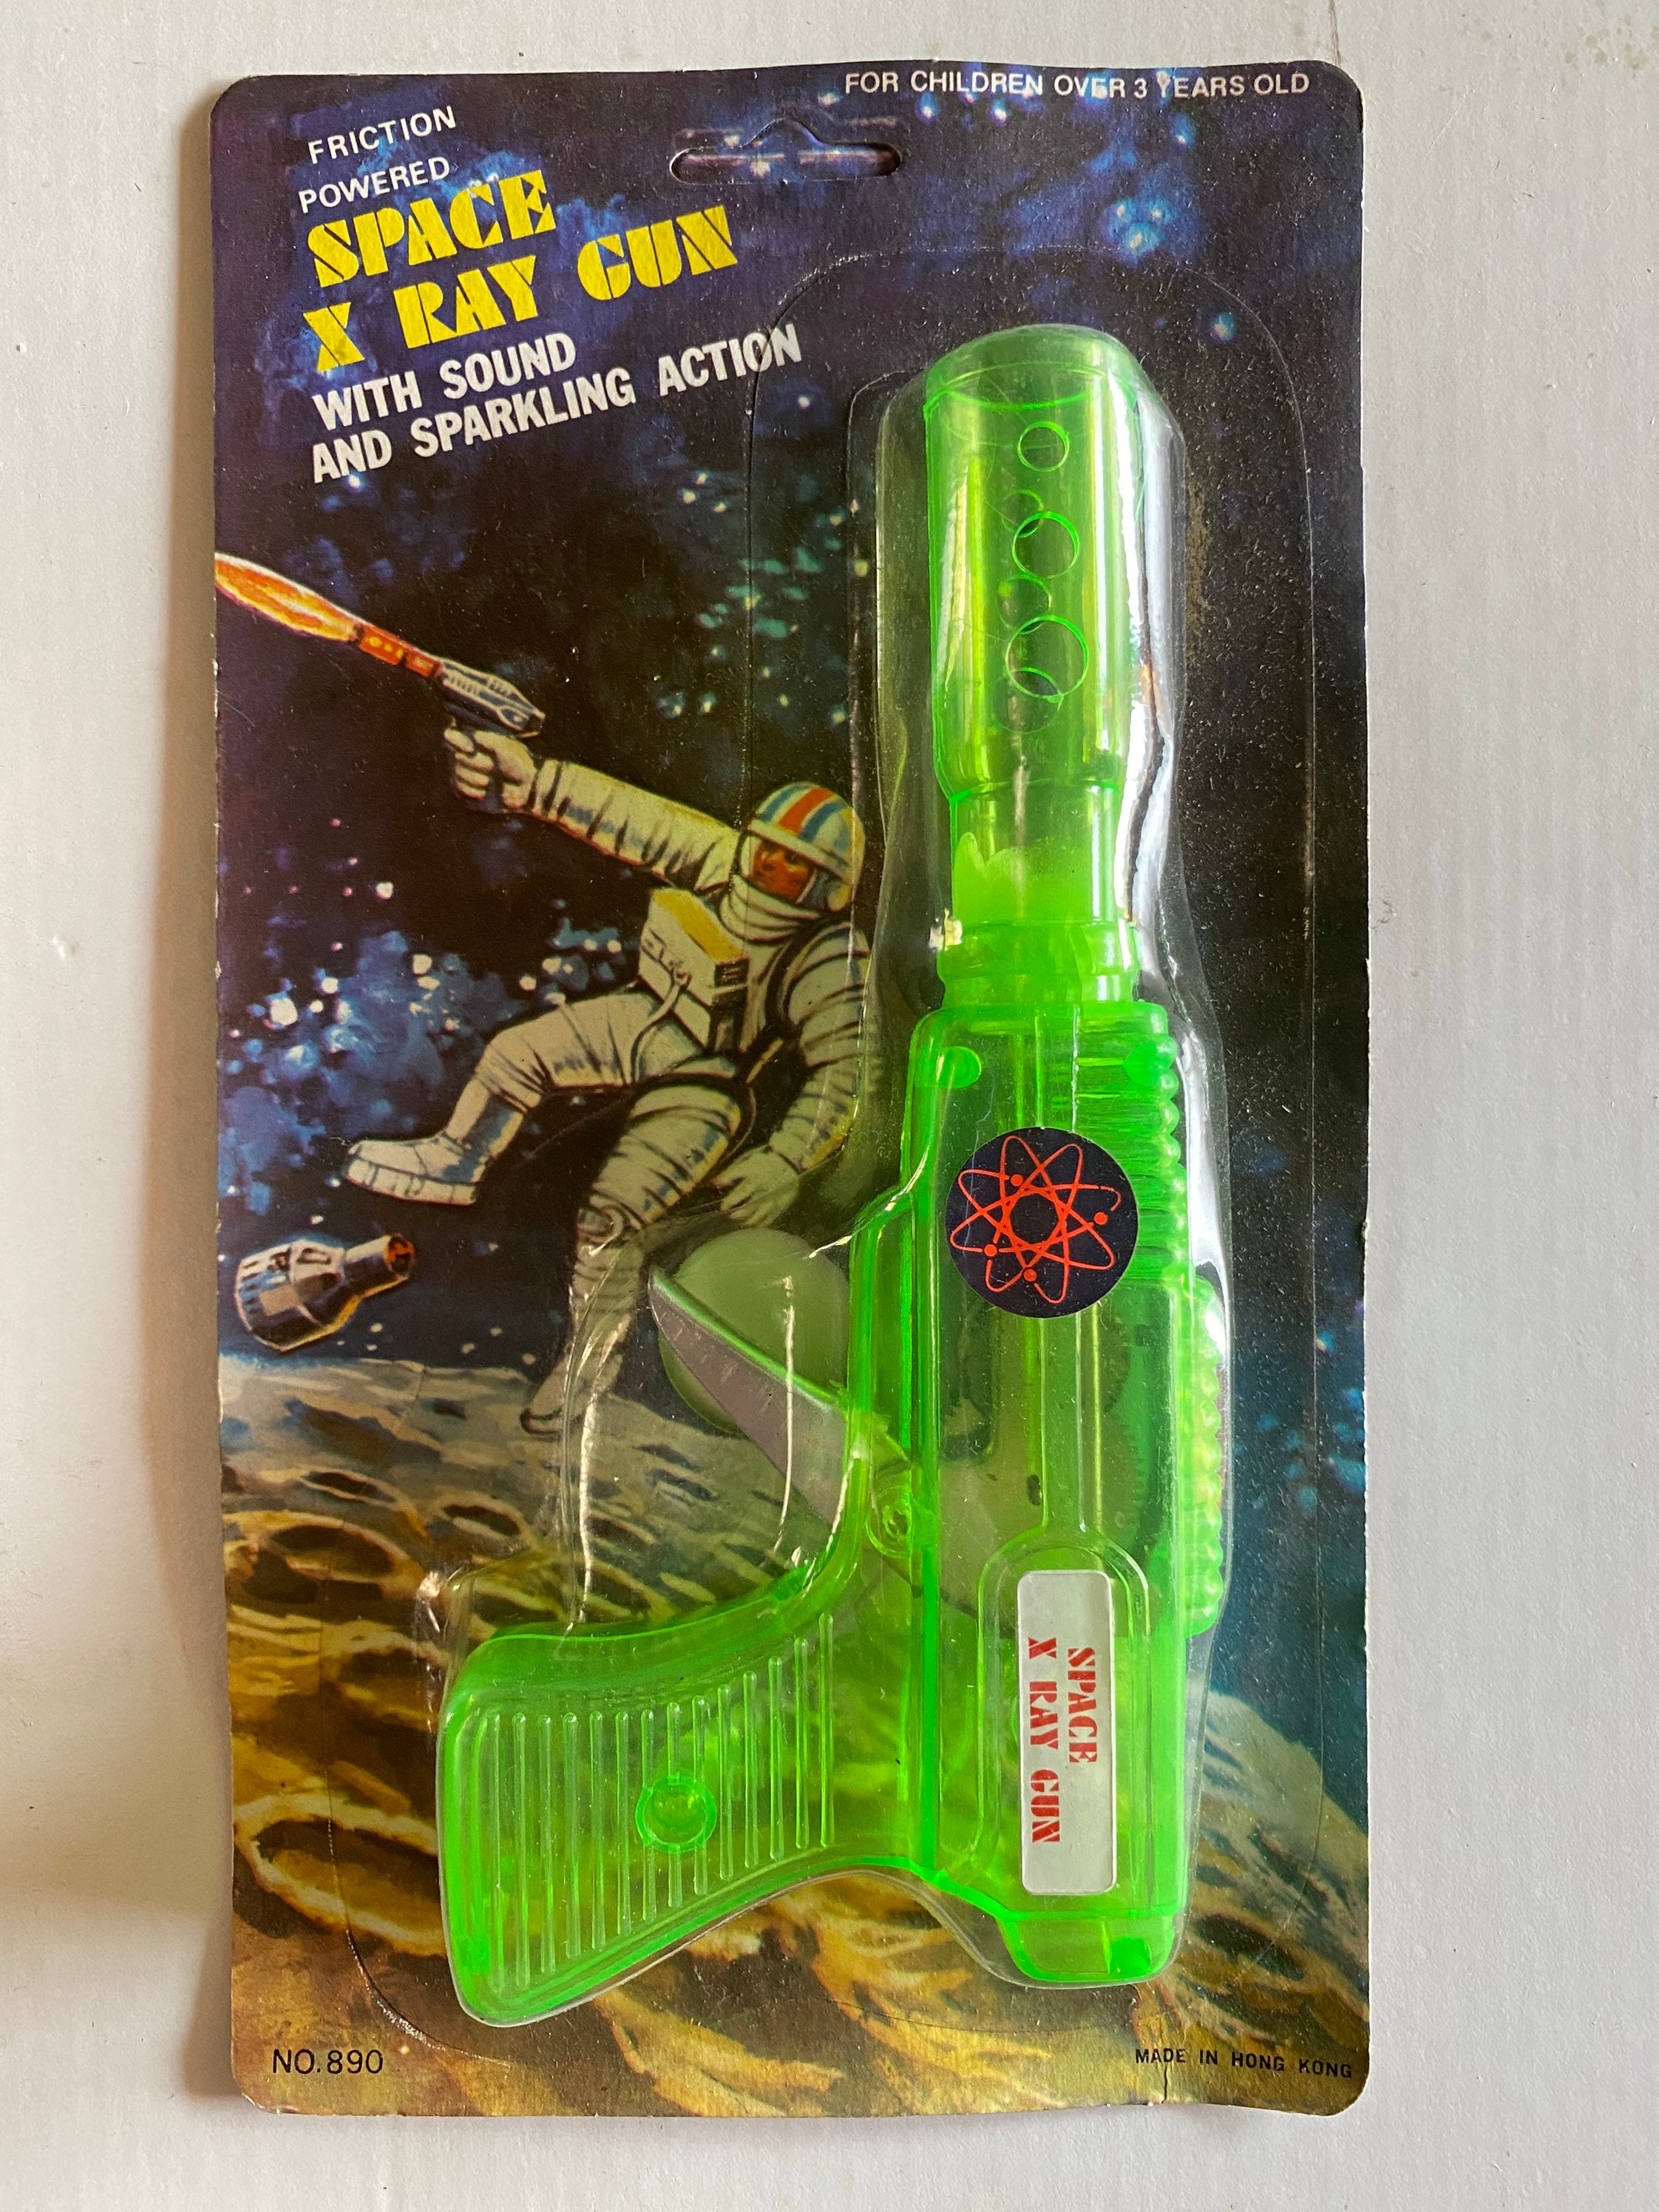 FOR CHILDREN OVER 3 YEARS OLD
FRICTION
POWERED
SPACE
X RAY GUN
WITH SOUND
AND SPARKLING ACTION
SPACE
X RAY GUN
NO.890
MADE IN HONG KONG